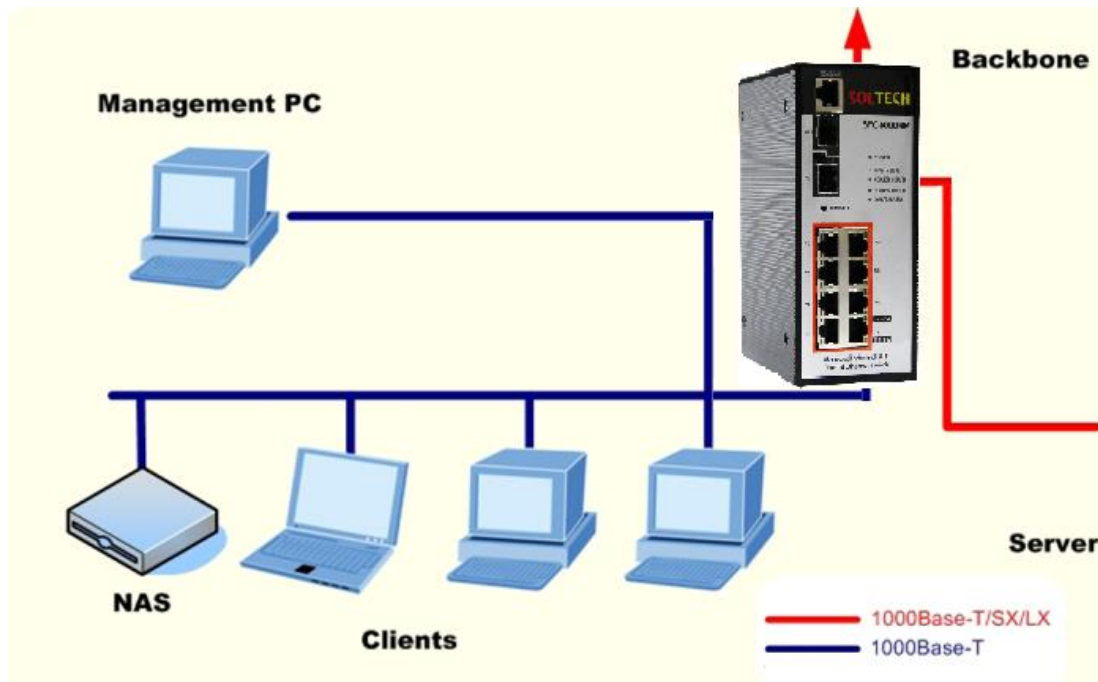 Backbone
Management PC
SOLTECH
NAS
Clients
Server
1000Base-T/SX/LX
1000Base-T